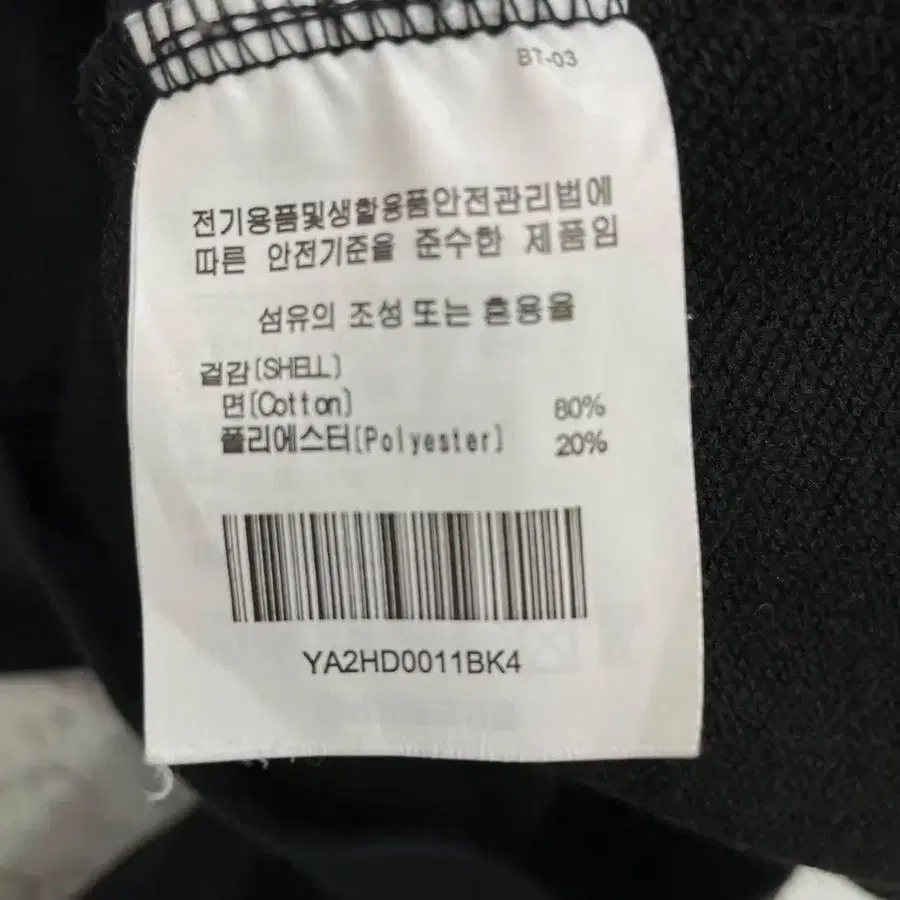 BT-03
전기용품및생활용품안전관리법에
따른 안전기준을 준수한 제품임
섬유의 조성 또는 혼용율
겉감(SHELL)
면(Cotton) 80%
폴리에스터(Polyester) 20%
YA2HD0011BK4